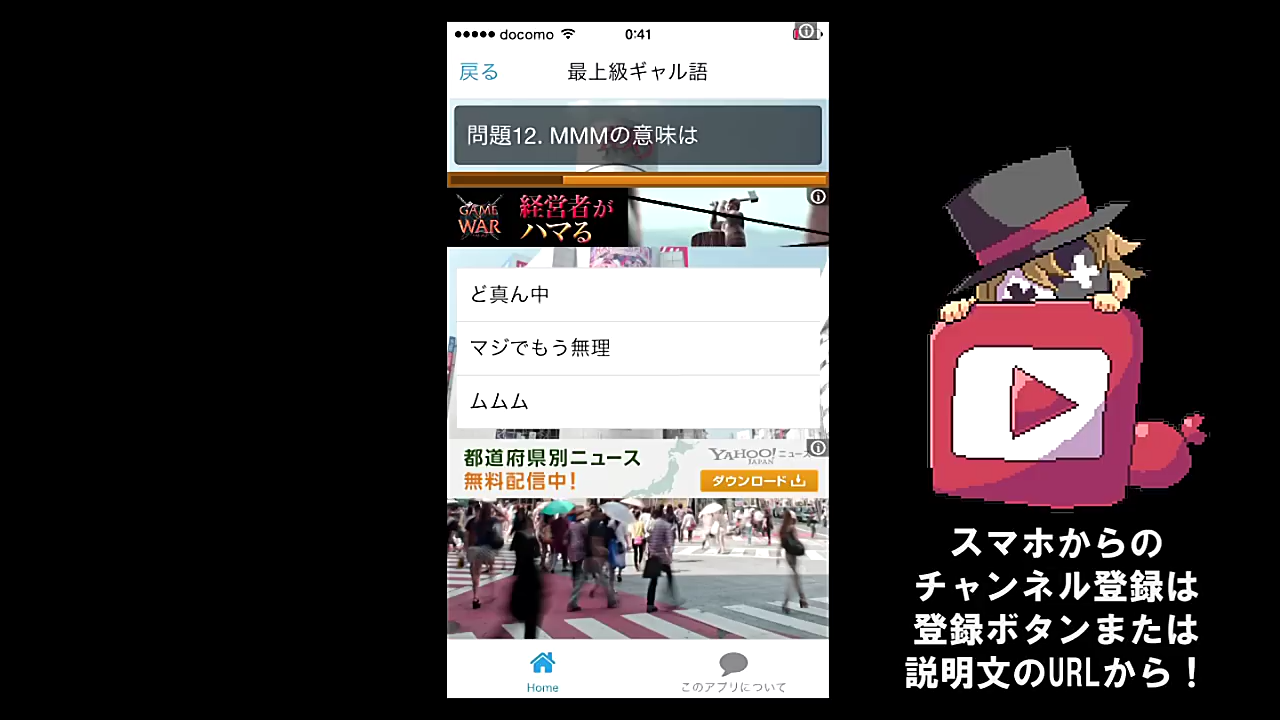 docomo 0:41
戻る 最上級ギャル語
問題12. MMMの意味は
GAME
WAR
経営者が
ハマる
ど真ん中
マジでもう無理
ムムム
都道府県別ニュース
無料配信中!
YAHOO!ニュース
JAPAN
ダウンロード
Home
このアプリについて
スマホからの
チャンネル登録は
登録ボタンまたは
説明文のURLから！